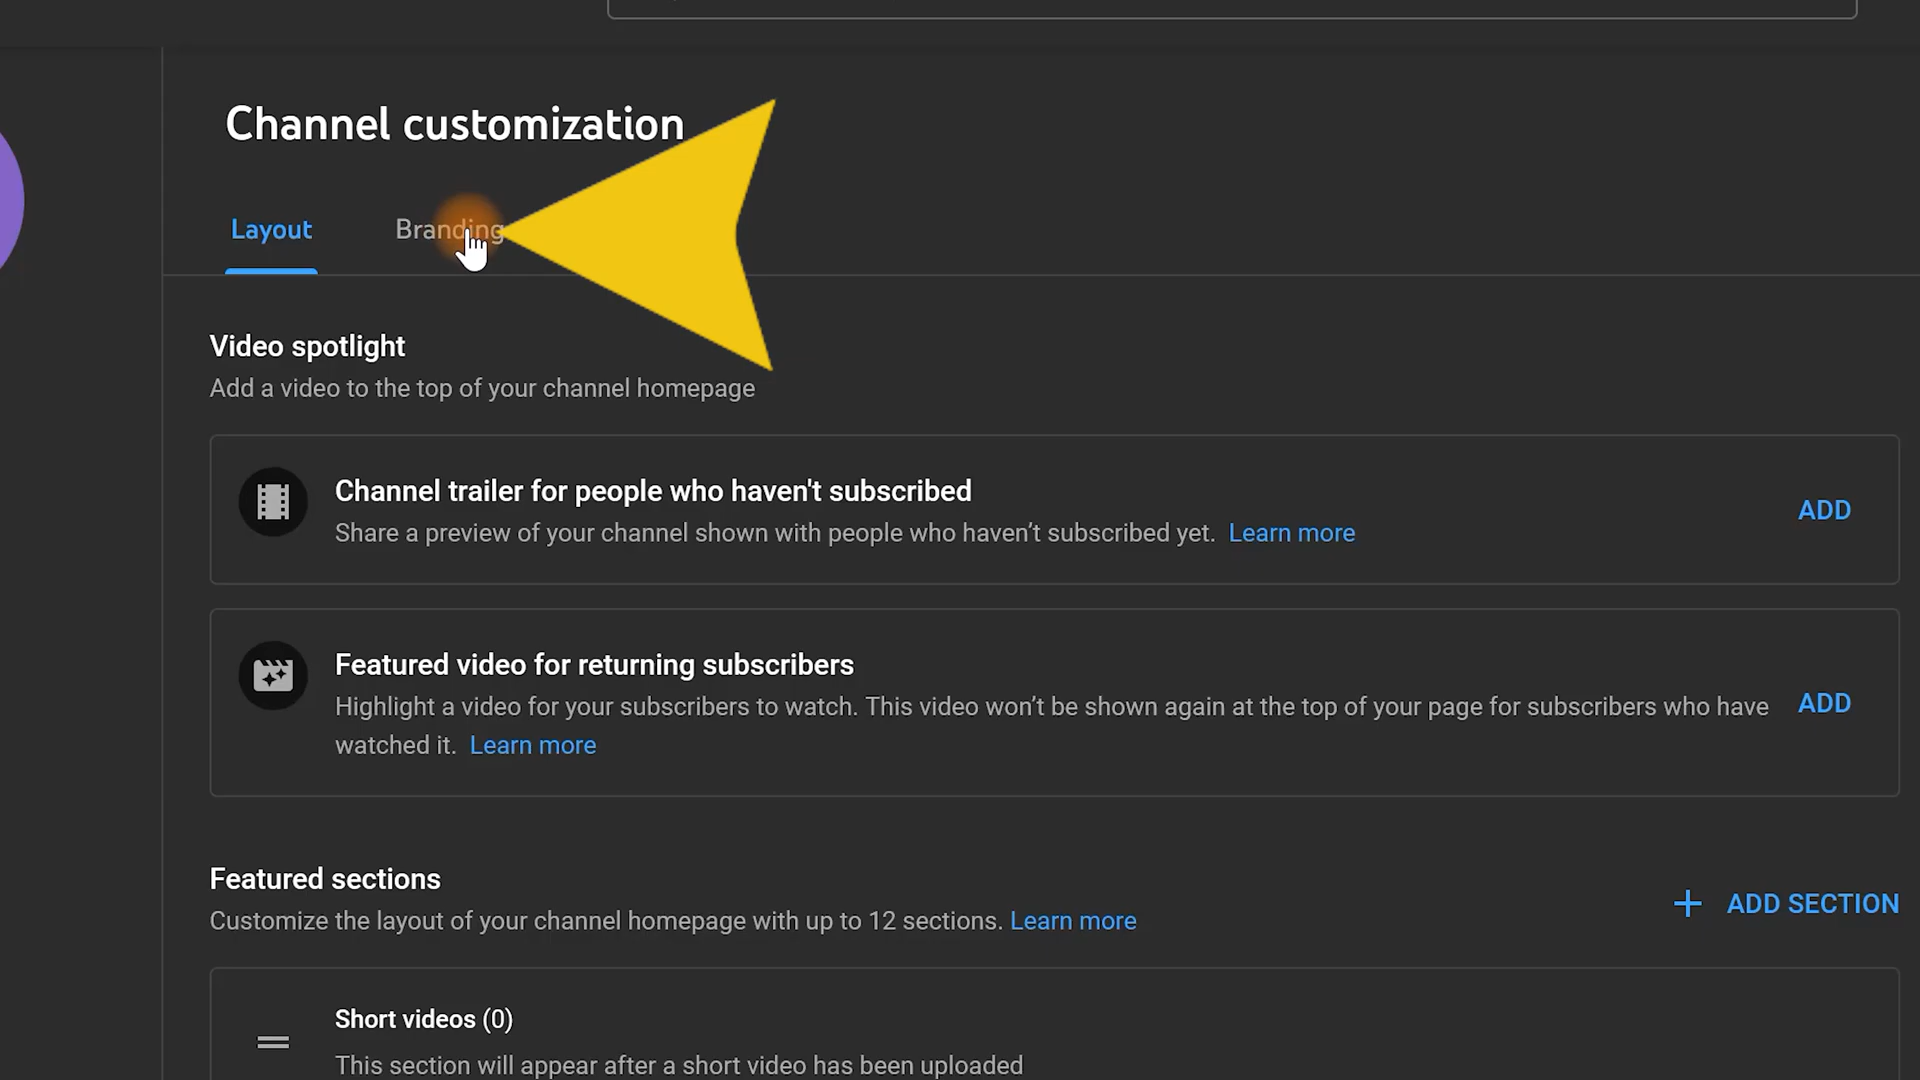 Channel customization
Layout Branding
Video spotlight
Add a video to the top of your channel homepage
Channel trailer for people who haven't subscribed
Share a preview of your channel shown with people who haven’t subscribed yet. Learn more
ADD
Featured video for returning subscribers
Highlight a video for your subscribers to watch. This video won’t be shown again at the top of your page for subscribers who have
watched it. Learn more
ADD
Featured sections
Customize the layout of your channel homepage with up to 12 sections. Learn more
ADD SECTION
Short videos (0)
This section will appear after a short video has been uploaded